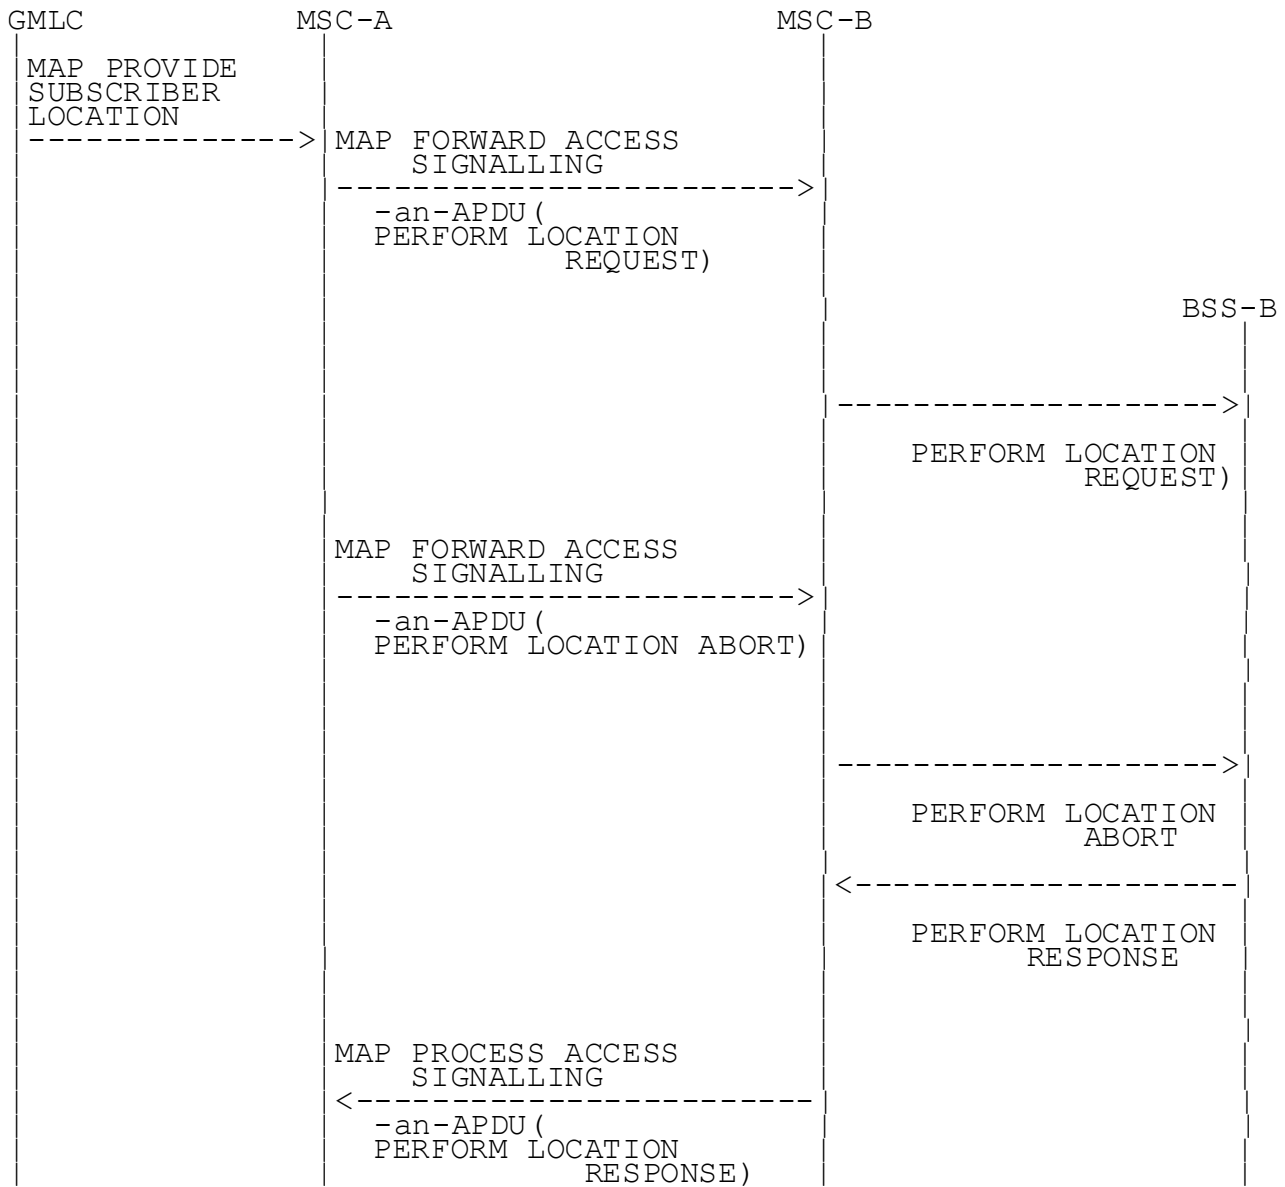 GMLC MSC-A MSC-B
MAP PROVIDE
SUBSCRIBER
LOCATION
-------------->|MAP FORWARD ACCESS
SIGNALLING
------------------------>
-an-APDU(
PERFORM LOCATION
REQUEST)
BSS-B
-------------------->
PERFORM LOCATION
REQUEST)
MAP FORWARD ACCESS
SIGNALLING
------------------------>
-an-APDU(
PERFORM LOCATION ABORT)
-------------------->
PERFORM LOCATION
ABORT
<--------------------
PERFORM LOCATION
RESPONSE
MAP PROCESS ACCESS
SIGNALLING
<------------------------
-an-APDU(
PERFORM LOCATION
RESPONSE)